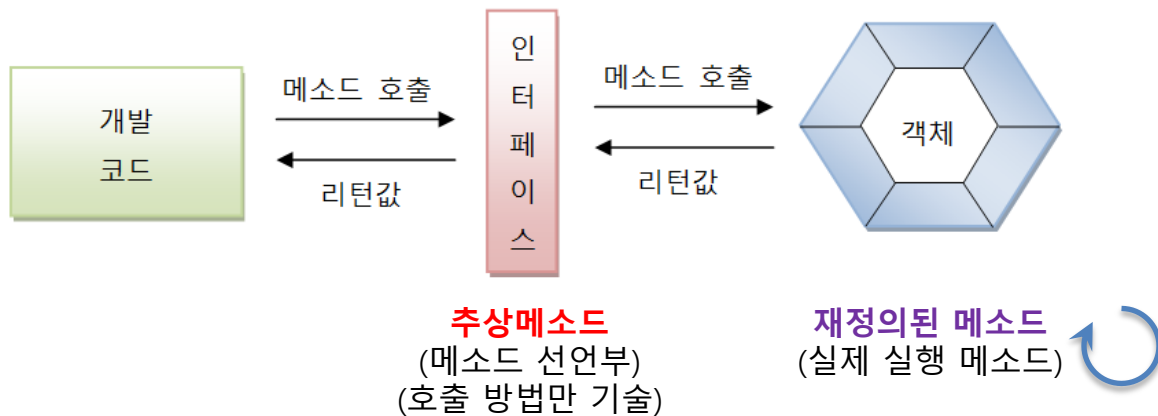 개발
코드
메소드 호출
리턴값
인
터
페
이
스
메소드 호출
리턴값
객체
추상메소드
(메소드 선언부)
(호출 방법만 기술)
재정의된 메소드
(실제 실행 메소드)